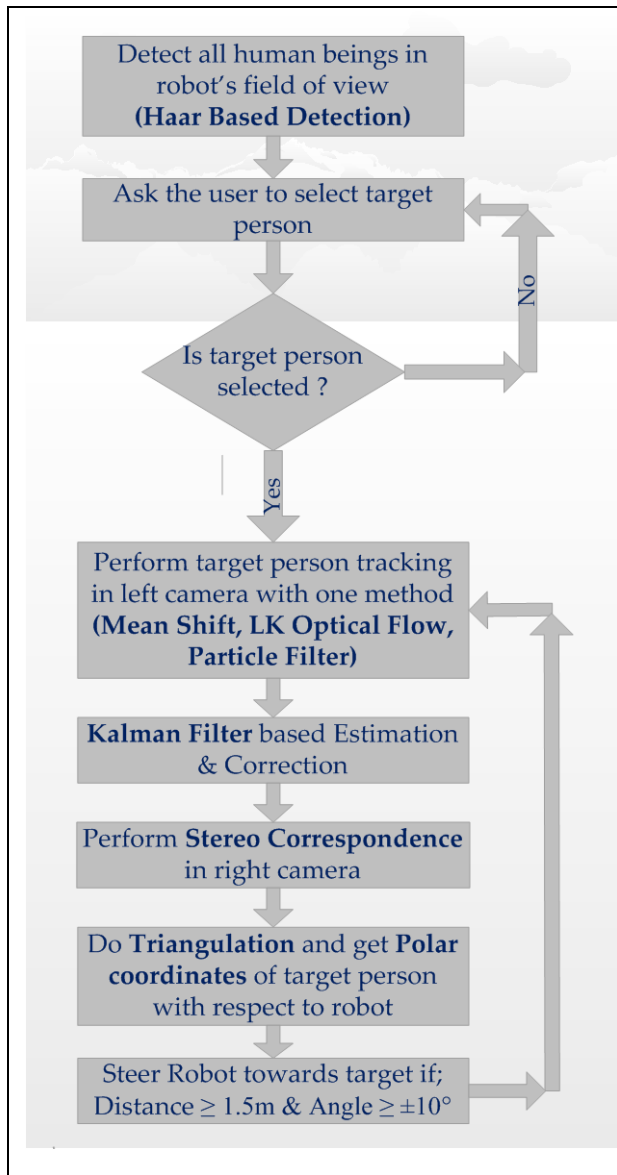 Detect all human beings in
robot's field of view
(Haar Based Detection)
Ask the user to select target
person
No
Is target person
selected ?
Yes
Perform target person tracking
in left camera with one method
(Mean Shift, LK Optical Flow,
Particle Filter)
Kalman Filter based Estimation
& Correction
Perform Stereo Correspondence
in right camera
Do Triangulation and get Polar
coordinates of target person
with respect to robot
Steer Robot towards target if;
Distance ≥ 1.5m & Angle ≥ ±10°